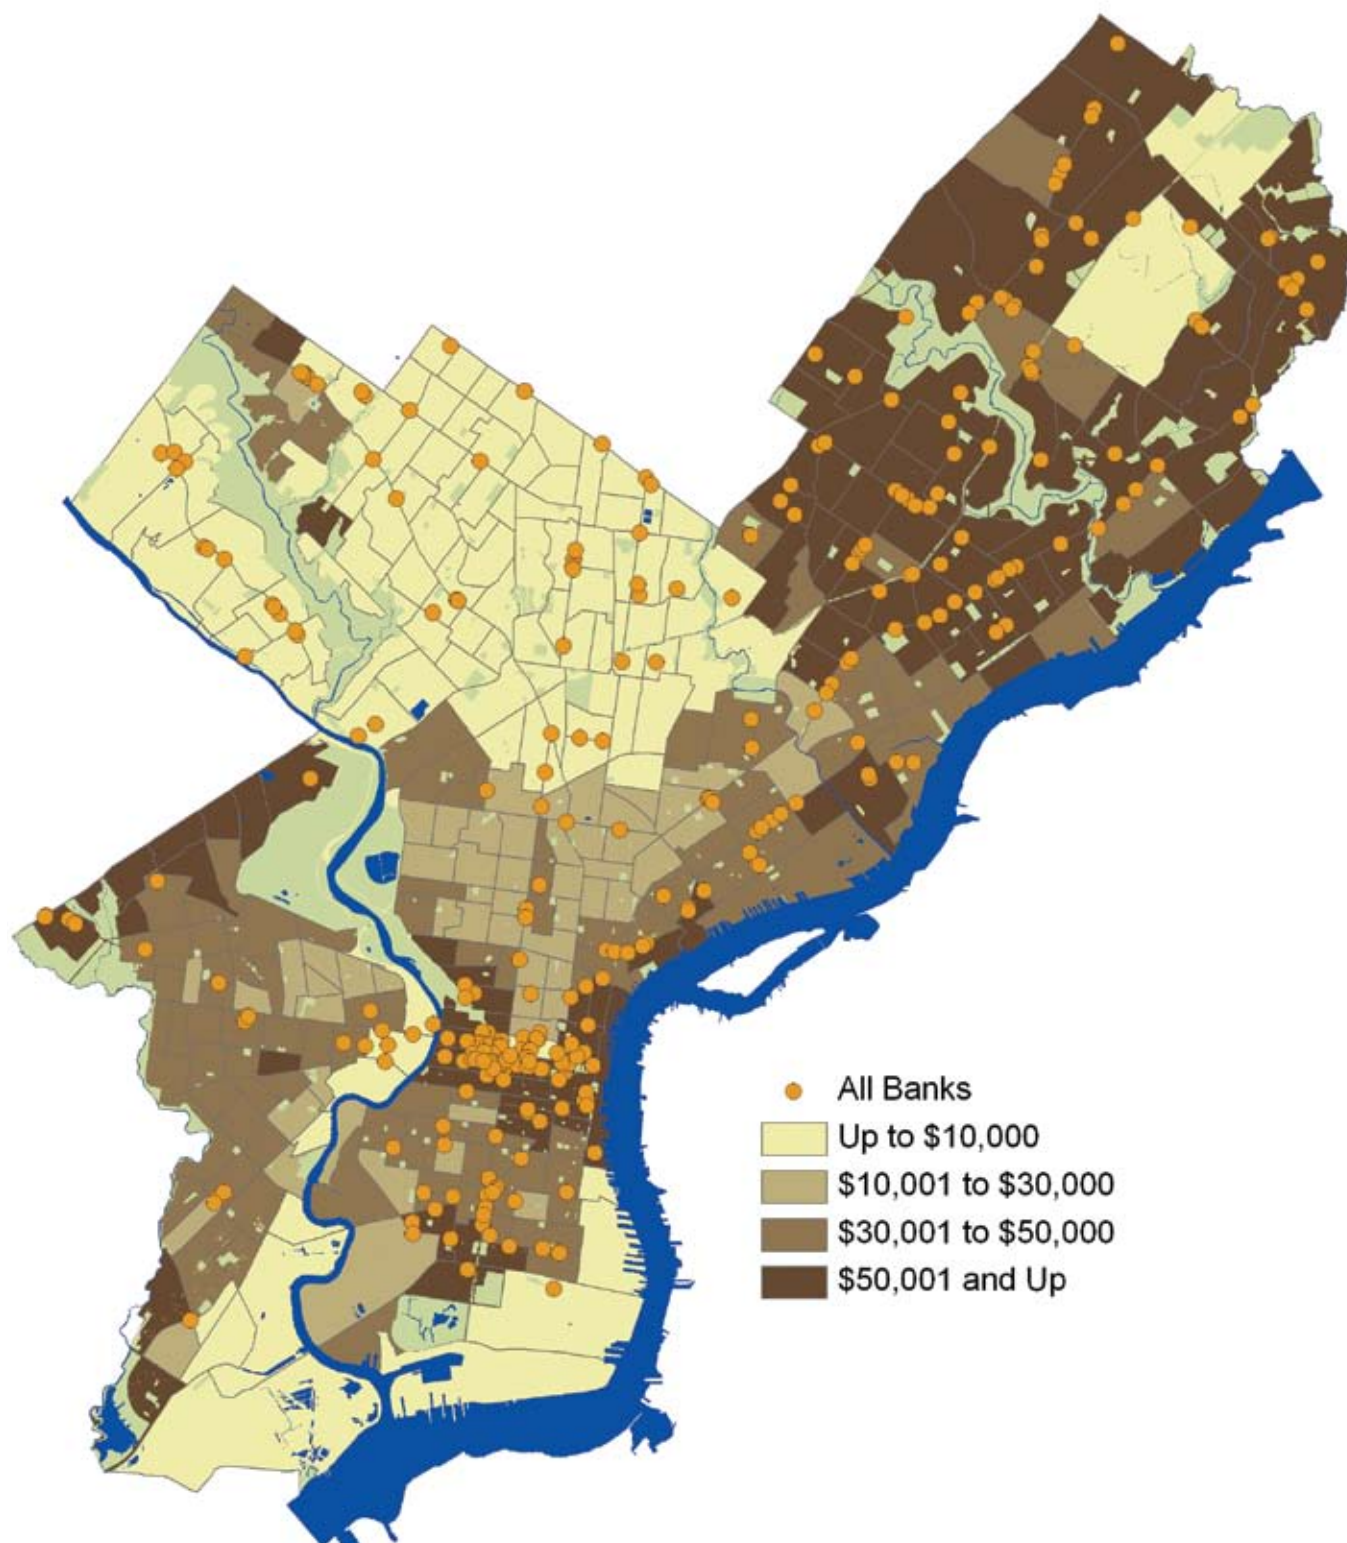 All Banks
Up to $10,000
$10,001 to $30,000
$30,001 to $50,000
$50,001 and Up